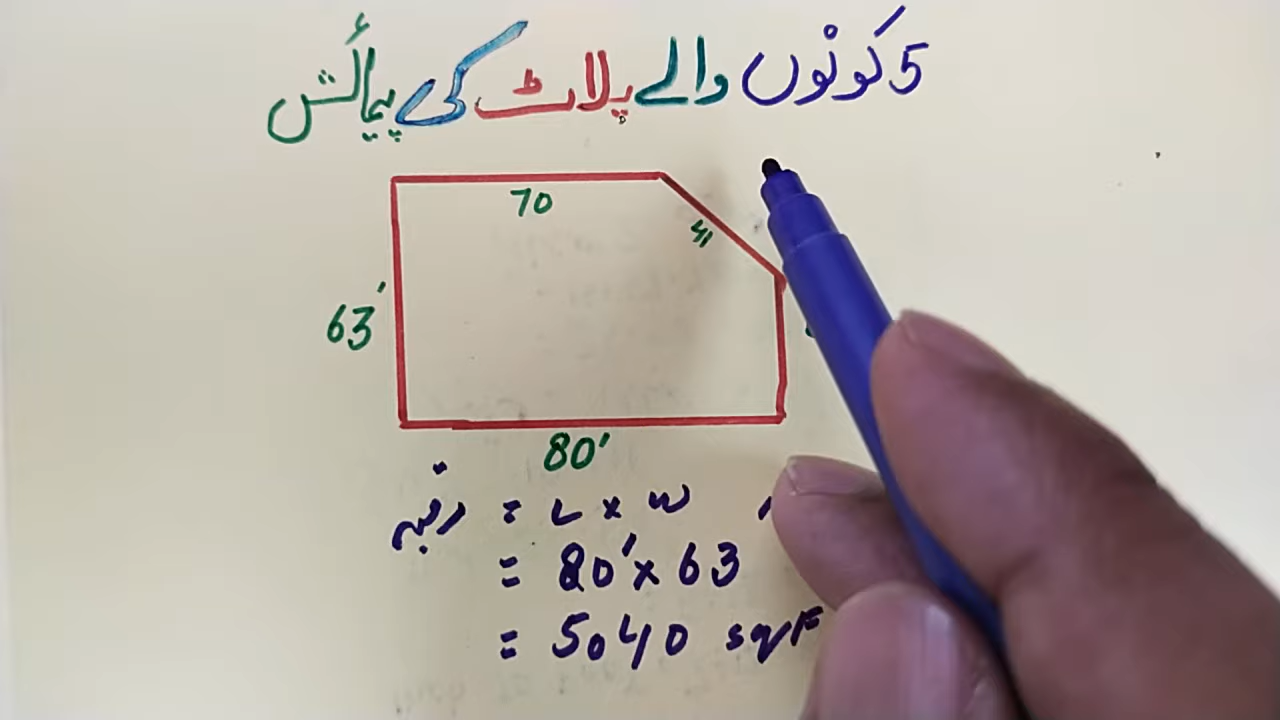 5 کونوں والے پلاٹ کی پیمائش
70
41
63'
80'
رقبہ = L x W
= 80' x 63
= 5040 sqF